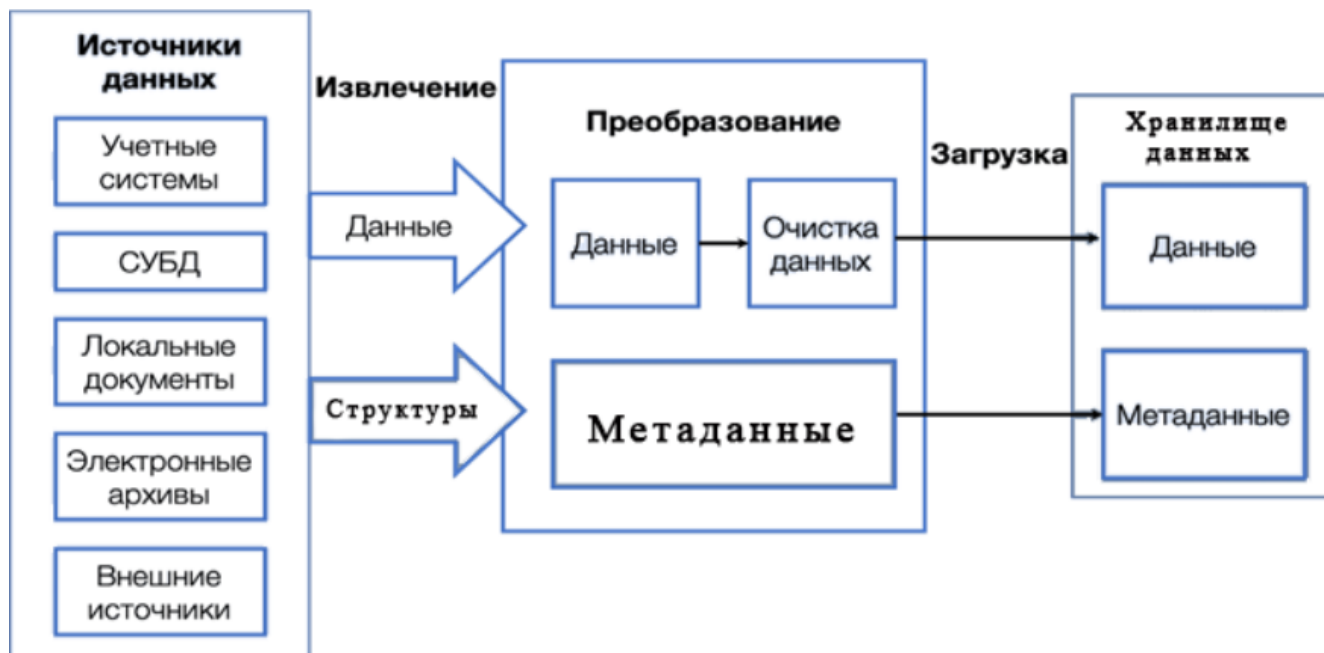 Источники
данных
Учетные
системы
СУБД
Локальные
документы
Электронные
архивы
Внешние
источники
Извлечение
Данные
Структуры
Преобразование
Данные
Очистка
данных
Метаданные
Загрузка
Хранилище
данных
Данные
Метаданные